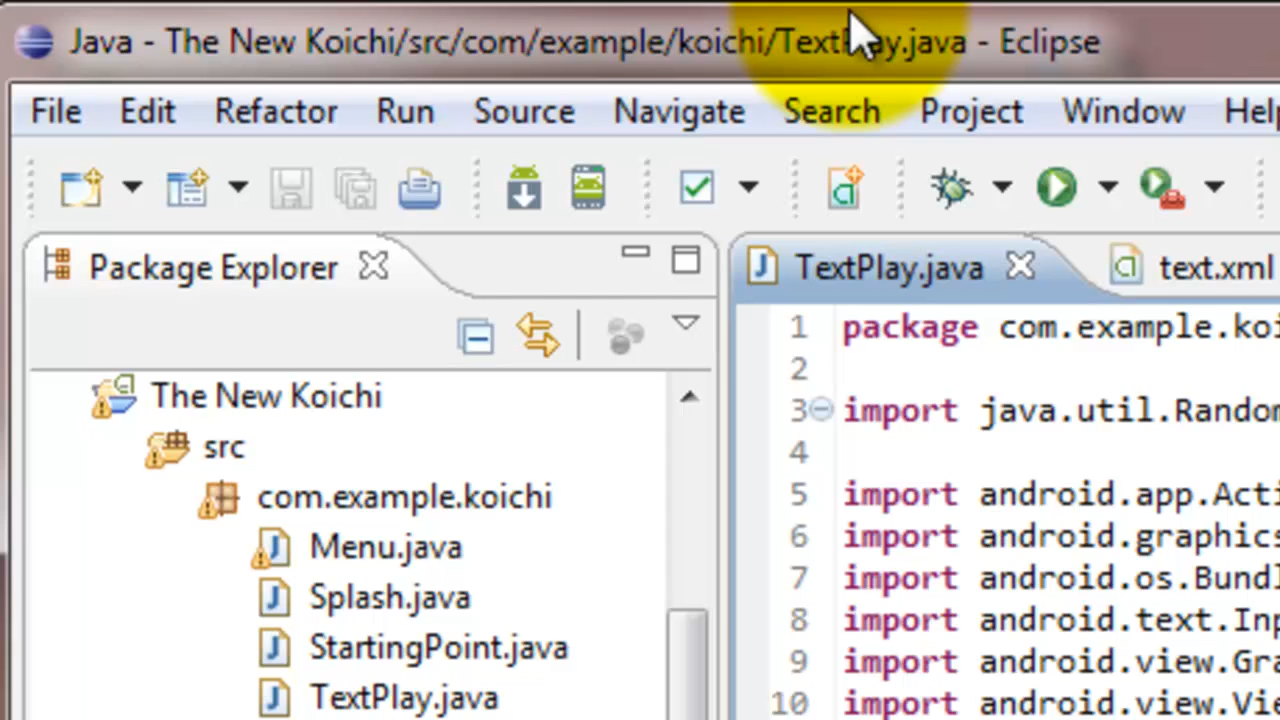 Java - The New Koichi/src/com/example/koichi/TextPlay.java - Eclipse
File Edit Refactor Run Source Navigate Search Project Window Help
Package Explorer
TextPlay.java text.xml
The New Koichi
src
com.example.koichi
Menu.java
Splash.java
StartingPoint.java
TextPlay.java
1 package com.example.koi
2
3 import java.util.Random
4
5 import android.app.Acti
6 import android.graphics
7 import android.os.Bundl
8 import android.text.Inp
9 import android.view.Gra
10 import android.view.Vie